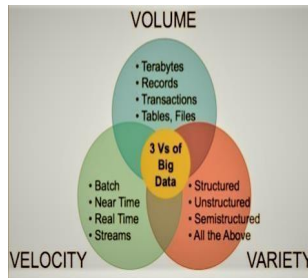 VOLUME
• Terabytes
• Records
• Transactions
• Tables, Files
3 Vs of
Big
Data
• Batch
• Near Time
• Real Time
• Streams
• Structured
• Unstructured
• Semistructured
• All the Above
VELOCITY
VARIETY